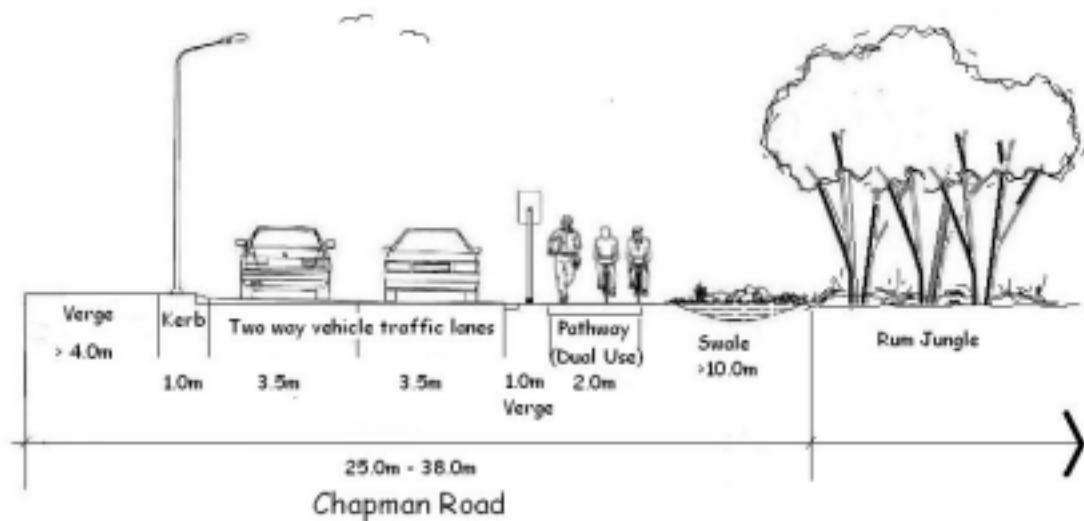 Verge
> 4.0m
Kerb
1.0m
Two way vehicle traffic lanes
3.5m
3.5m
1.0m
Verge
Pathway
(Dual Use)
2.0m
Swale
>10.0m
Rum Jungle
25.0m - 38.0m
Chapman Road